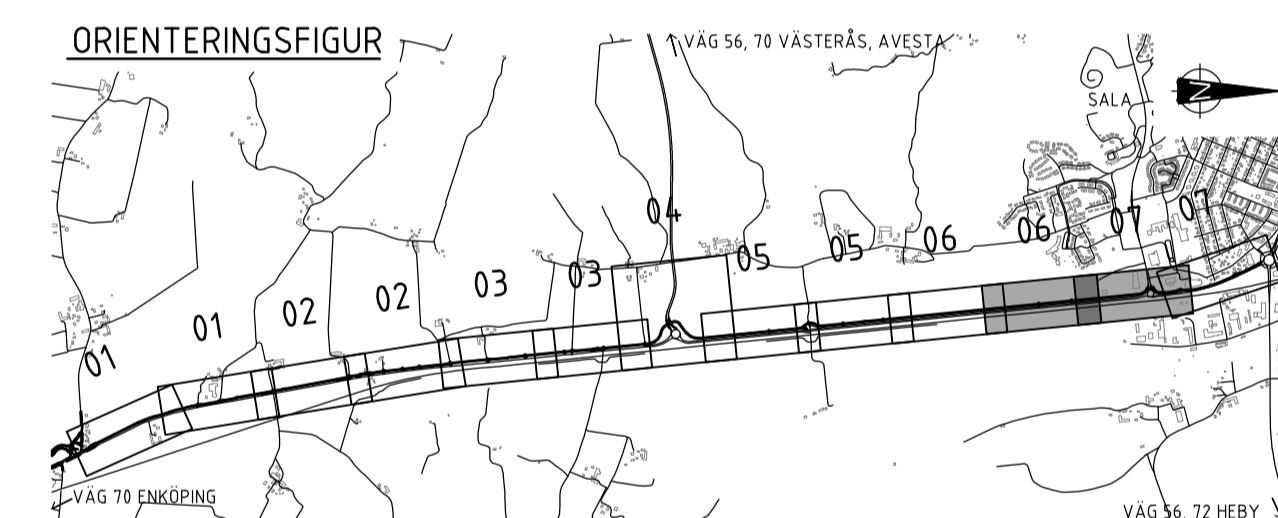 ORIENTERINGSFIGUR
VÄG 56, 70 VÄSTERÅS, AVESTA
SALA
N
01
01
02
02
03
03
04
05
05
06
06
07
07
VÄG 70 ENKÖPING
VÄG 56, 72 HEBY